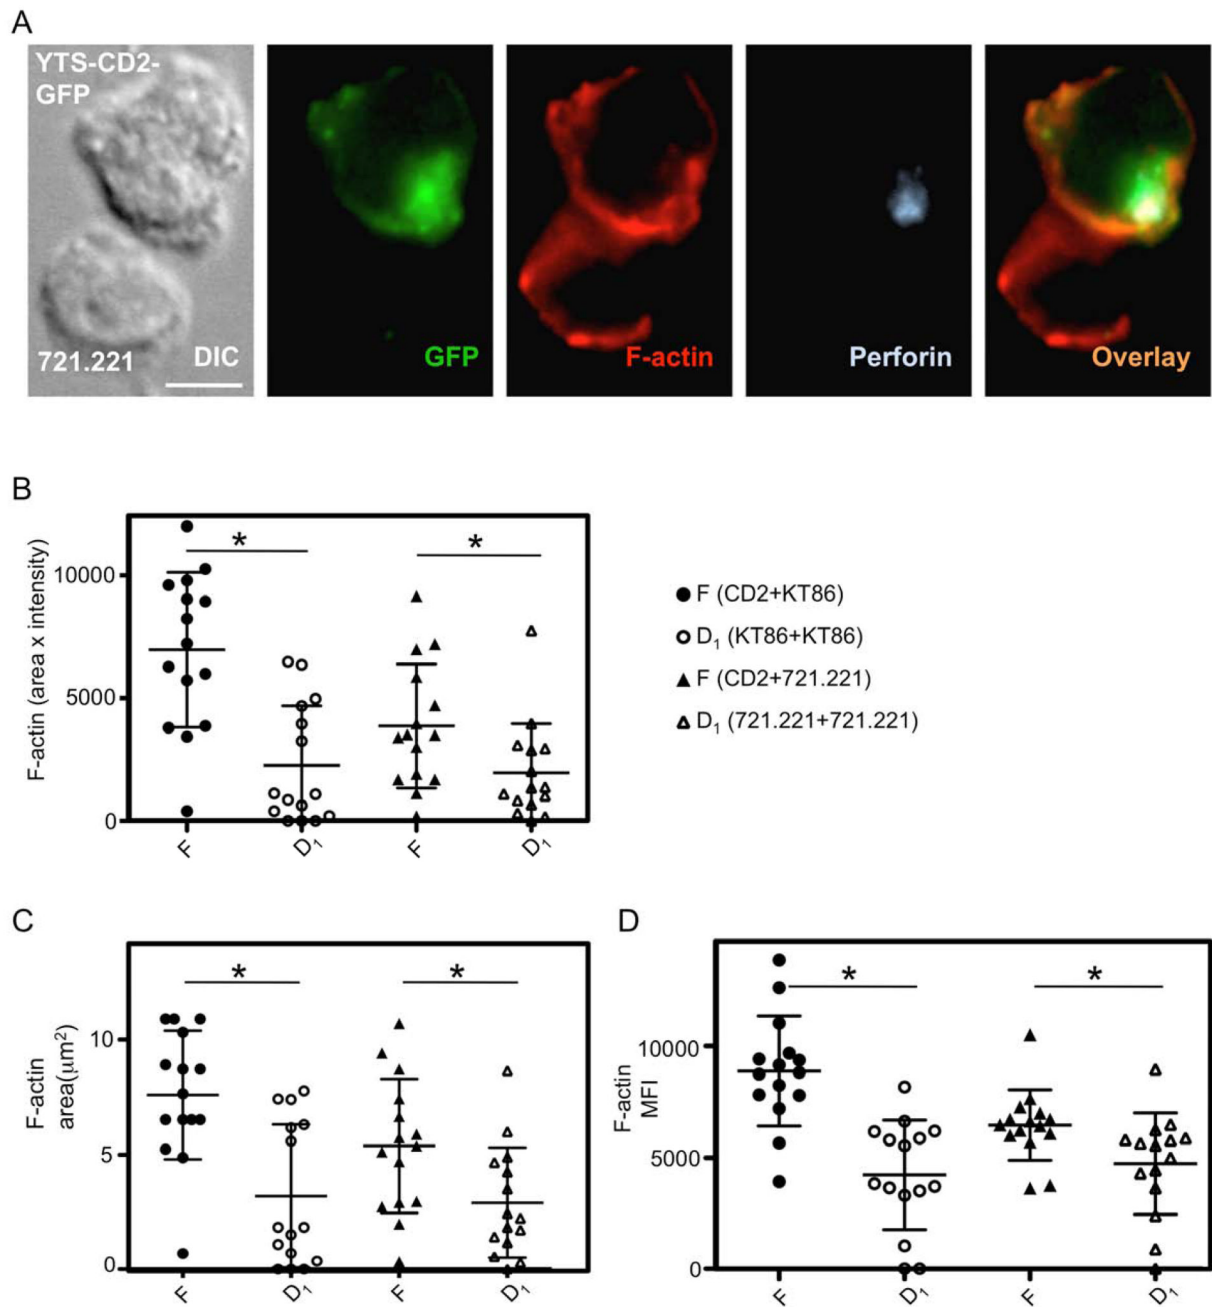 A
YTS-CD2-
GFP
721.221
DIC
GFP
F-actin
Perforin
Overlay
B
F-actin (area x intensity)
10000
5000
0
*
*
F
D₁
F
D₁
F (CD2+KT86)
D₁ (KT86+KT86)
F (CD2+721.221)
D₁ (721.221+721.221)
C
F-actin
area(μm²)
10
5
0
*
*
F
D₁
F
D₁
D
F-actin
MFI
10000
5000
0
*
*
F
D₁
F
D₁